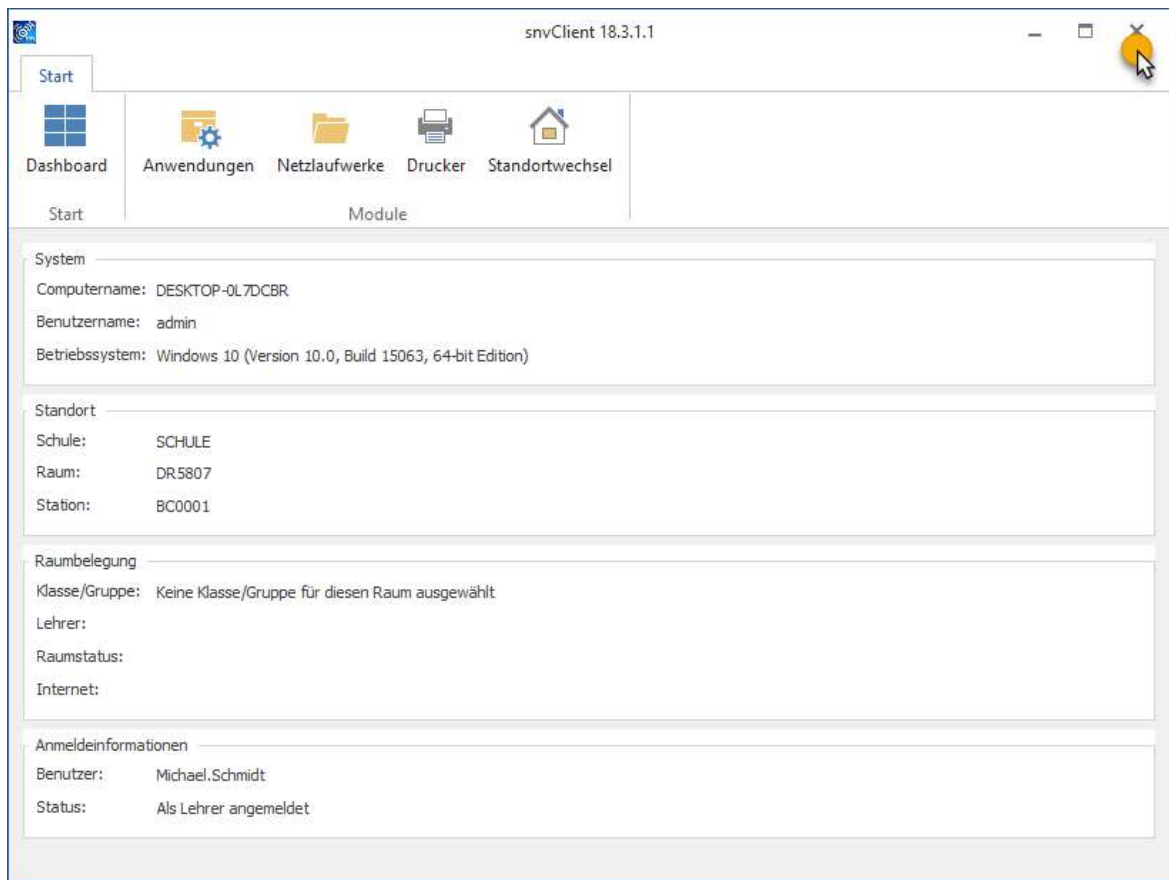 snvClient 18.3.1.1
Start
Dashboard
Anwendungen
Netzlaufwerke
Drucker
Standortwechsel
Start
Module
System
Computername: DESKTOP-0L7DCBR
Benutzername: admin
Betriebssystem: Windows 10 (Version 10.0, Build 15063, 64-bit Edition)
Standort
Schule: SCHULE
Raum: DR5807
Station: BC0001
Raumbelegung
Klasse/Gruppe: Keine Klasse/Gruppe für diesen Raum ausgewählt
Lehrer:
Raumstatus:
Internet:
Anmeldeinformationen
Benutzer: Michael.Schmidt
Status: Als Lehrer angemeldet